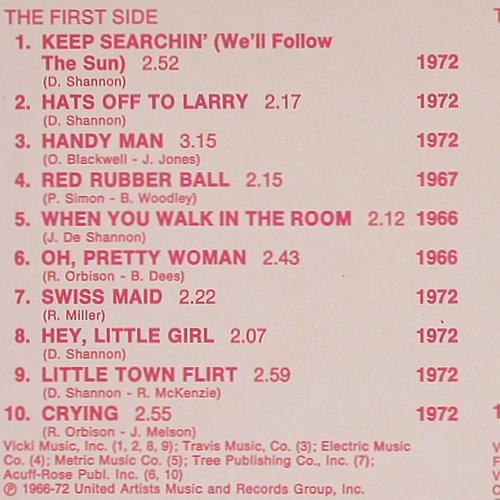 THE FIRST SIDE
1. KEEP SEARCHIN' (We'll Follow
The Sun) 2.52 1972
(D. Shannon)
2. HATS OFF TO LARRY 2.17 1972
(D. Shannon)
3. HANDY MAN 3.15 1972
(O. Blackwell - J. Jones)
4. RED RUBBER BALL 2.15 1967
(P. Simon - B. Woodley)
5. WHEN YOU WALK IN THE ROOM 2.12 1966
(J. De Shannon)
6. OH, PRETTY WOMAN 2.43 1966
(R. Orbison - B. Dees)
7. SWISS MAID 2.22 1972
(R. Miller)
8. HEY, LITTLE GIRL 2.07 1972
(D. Shannon)
9. LITTLE TOWN FLIRT 2.59 1972
(D. Shannon - R. McKenzie)
10. CRYING 2.55 1972
(R. Orbison - J. Melson)
Vicki Music, Inc. (1, 2, 8, 9); Travis Music, Co. (3); Electric Music
Co. (4); Metric Music Co. (5); Tree Publishing Co., Inc. (7);
Acuff-Rose Publ. Inc. (6, 10)
℗ 1966-72 United Artists Music and Records Group, Inc.